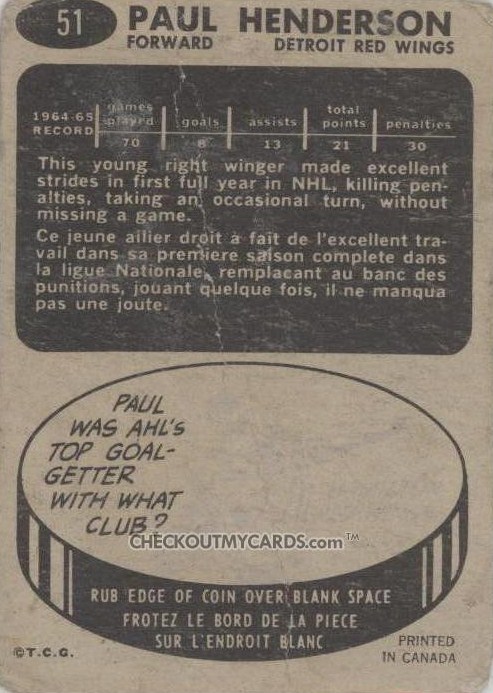 51 PAUL HENDERSON
FORWARD DETROIT RED WINGS
1964-65 RECORD games played goals assists total points penalties
70 8 13 21 30
This young right winger made excellent
strides in first full year in NHL, killing pen-
alties, taking an occasional turn, without
missing a game.
Ce jeune ailier droit a fait de l'excellent tra-
vail dans sa premiere saison complete dans
la ligue Nationale, remplacant au banc des
punitions, jouant quelque fois, il ne manqua
pas une joute.
PAUL
WAS AHL'S
TOP GOAL-
GETTER
WITH WHAT
CLUB?
CHECKOUTMYCARDS.com™
RUB EDGE OF COIN OVER BLANK SPACE
FROTEZ LE BORD DE LA PIECE
SUR L'ENDROIT BLANC
©T.C.G.
PRINTED
IN CANADA